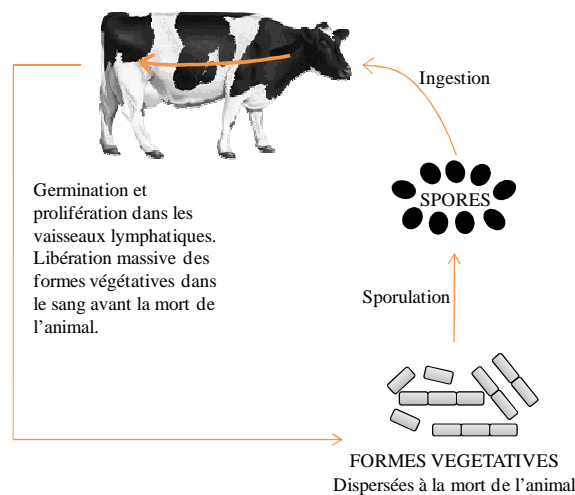 Ingestion
SPORES
Germination et
prolifération dans les
vaisseaux lymphatiques.
Libération massive des
formes végétatives dans
le sang avant la mort de
l’animal.
Sporulation
FORMES VEGETATIVES
Dispersées à la mort de l’animal